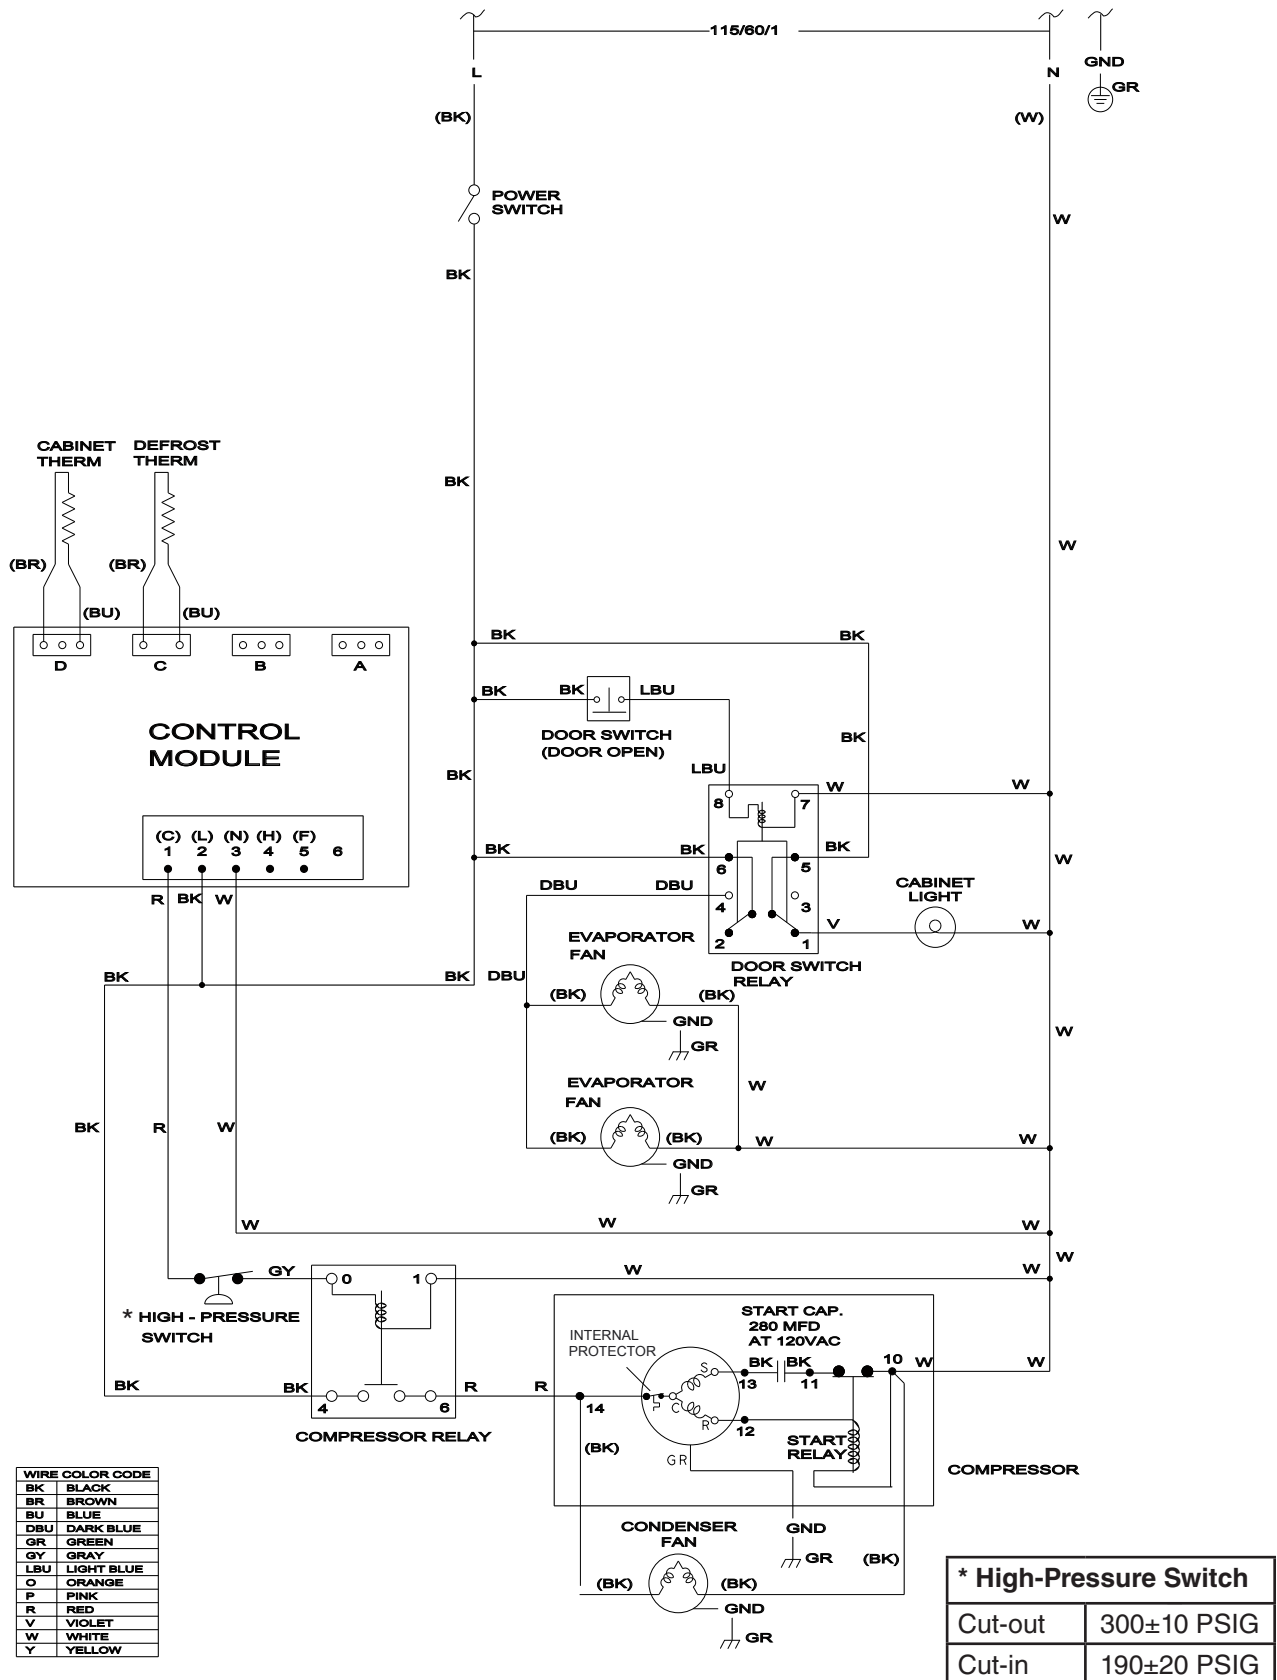 115/60/1
L
N
GND
GR
(BK)
(W)
POWER
SWITCH
W
BK
CABINET
THERM
DEFROST
THERM
BK
W
(BR)
(BR)
(BU)
(BU)
D
C
B
A
CONTROL
MODULE
(C) (L) (N) (H) (F)
1 2 3 4 5 6
R BK W
BK
BK
BK
BK
LBU
DOOR SWITCH
(DOOR OPEN)
BK
BK
LBU
W
W
8
7
BK
BK
BK
W
6
5
DBU
DBU
4
3
CABINET
LIGHT
V
W
2
1
DOOR SWITCH
RELAY
EVAPORATOR
FAN
BK
BK
DBU
(BK)
(BK)
GND
GR
W
EVAPORATOR
FAN
W
BK
R
W
(BK)
(BK)
W
W
GND
GR
W
W
W
W
GY
0
1
W
W
* HIGH - PRESSURE
SWITCH
START CAP.
280 MFD
AT 120VAC
INTERNAL
PROTECTOR
S
BK
BK
10
W
W
13
11
BK
BK
4
6
R
R
14
C
R
12
(BK)
START
RELAY
GR
COMPRESSOR RELAY
COMPRESSOR
GND
GR
CONDENSER
FAN
(BK)
(BK)
(BK)
GND
GR
WIRE COLOR CODE
BK BLACK
BR BROWN
BU BLUE
DBU DARK BLUE
GR GREEN
GY GRAY
LBU LIGHT BLUE
O ORANGE
P PINK
R RED
V VIOLET
W WHITE
Y YELLOW
* High-Pressure Switch
Cut-out 300±10 PSIG
Cut-in 190±20 PSIG